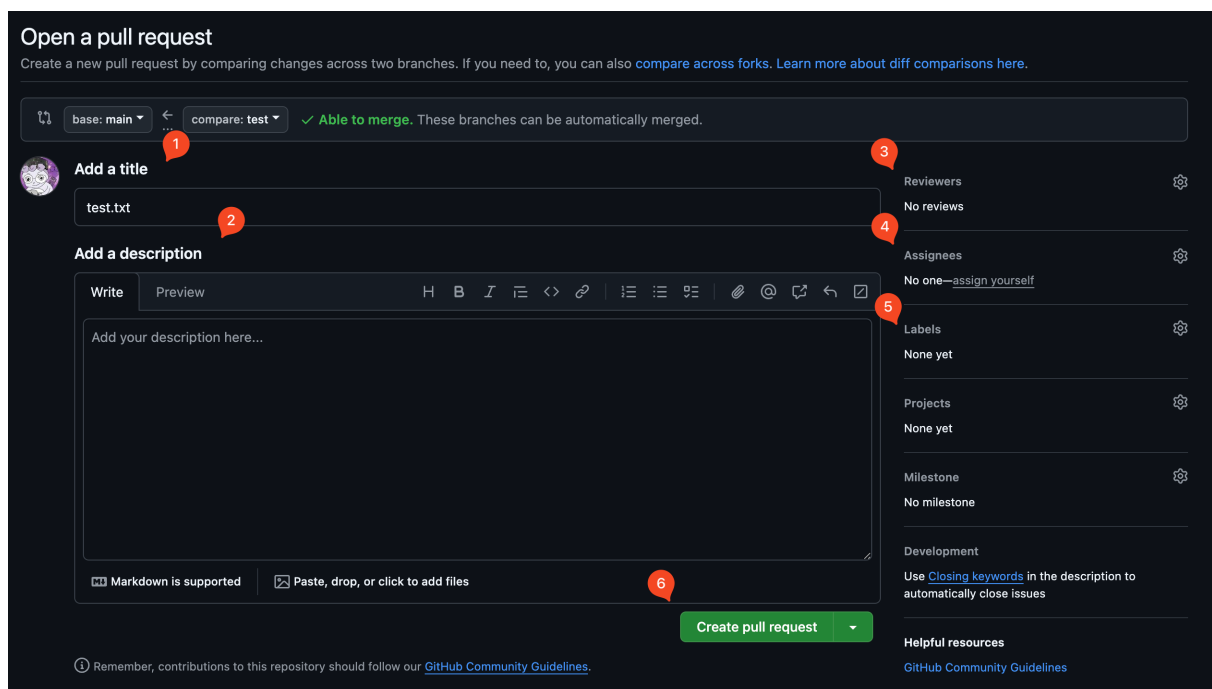 Open a pull request
Create a new pull request by comparing changes across two branches. If you need to, you can also compare across forks. Learn more about diff comparisons here.
base: main
...
compare: test
Able to merge. These branches can be automatically merged.
1
Add a title
test.txt
2
Add a description
Write
Preview
H B I
Add your description here...
Markdown is supported
Paste, drop, or click to add files
6
Create pull request
Remember, contributions to this repository should follow our GitHub Community Guidelines.
3
Reviewers
No reviews
4
Assignees
No one—assign yourself
5
Labels
None yet
Projects
None yet
Milestone
No milestone
Development
Use Closing keywords in the description to
automatically close issues
Helpful resources
GitHub Community Guidelines